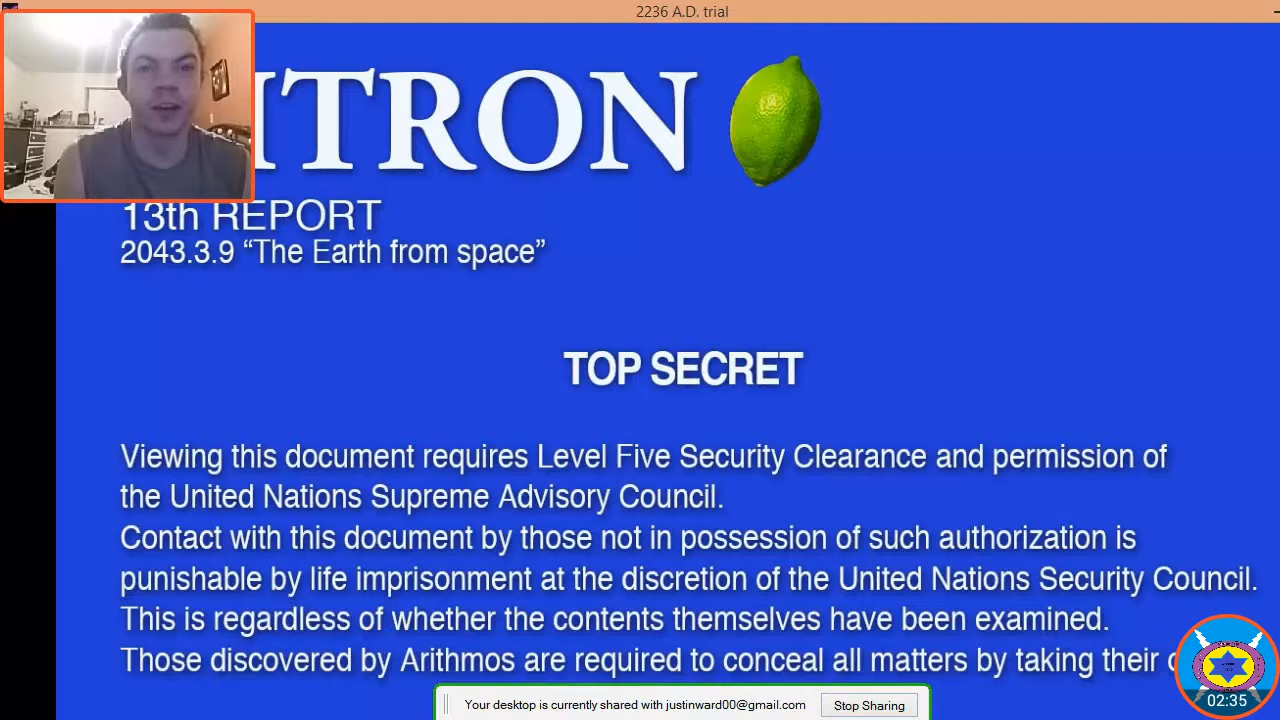 2236 A.D. trial
ITRON
13th REPORT
2043.3.9 “The Earth from space”
TOP SECRET
Viewing this document requires Level Five Security Clearance and permission of
the United Nations Supreme Advisory Council.
Contact with this document by those not in possession of such authorization is
punishable by life imprisonment at the discretion of the United Nations Security Council.
This is regardless of whether the contents themselves have been examined.
Those discovered by Arithmos are required to conceal all matters by taking their
02:35
Your desktop is currently shared with justinward00@gmail.com
Stop Sharing